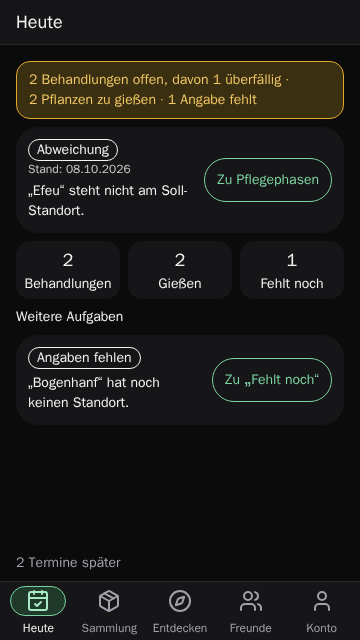 Heute
2 Behandlungen offen, davon 1 überfällig ·
2 Pflanzen zu gießen · 1 Angabe fehlt
Abweichung
Stand: 08.10.2026
„Efeu“ steht nicht am Soll-
Standort.
Zu Pflegephasen
2
Behandlungen
2
Gießen
1
Fehlt noch
Weitere Aufgaben
Angaben fehlen
„Bogenhanf“ hat noch
keinen Standort.
Zu „Fehlt noch“
2 Termine später
Heute
Sammlung
Entdecken
Freunde
Konto